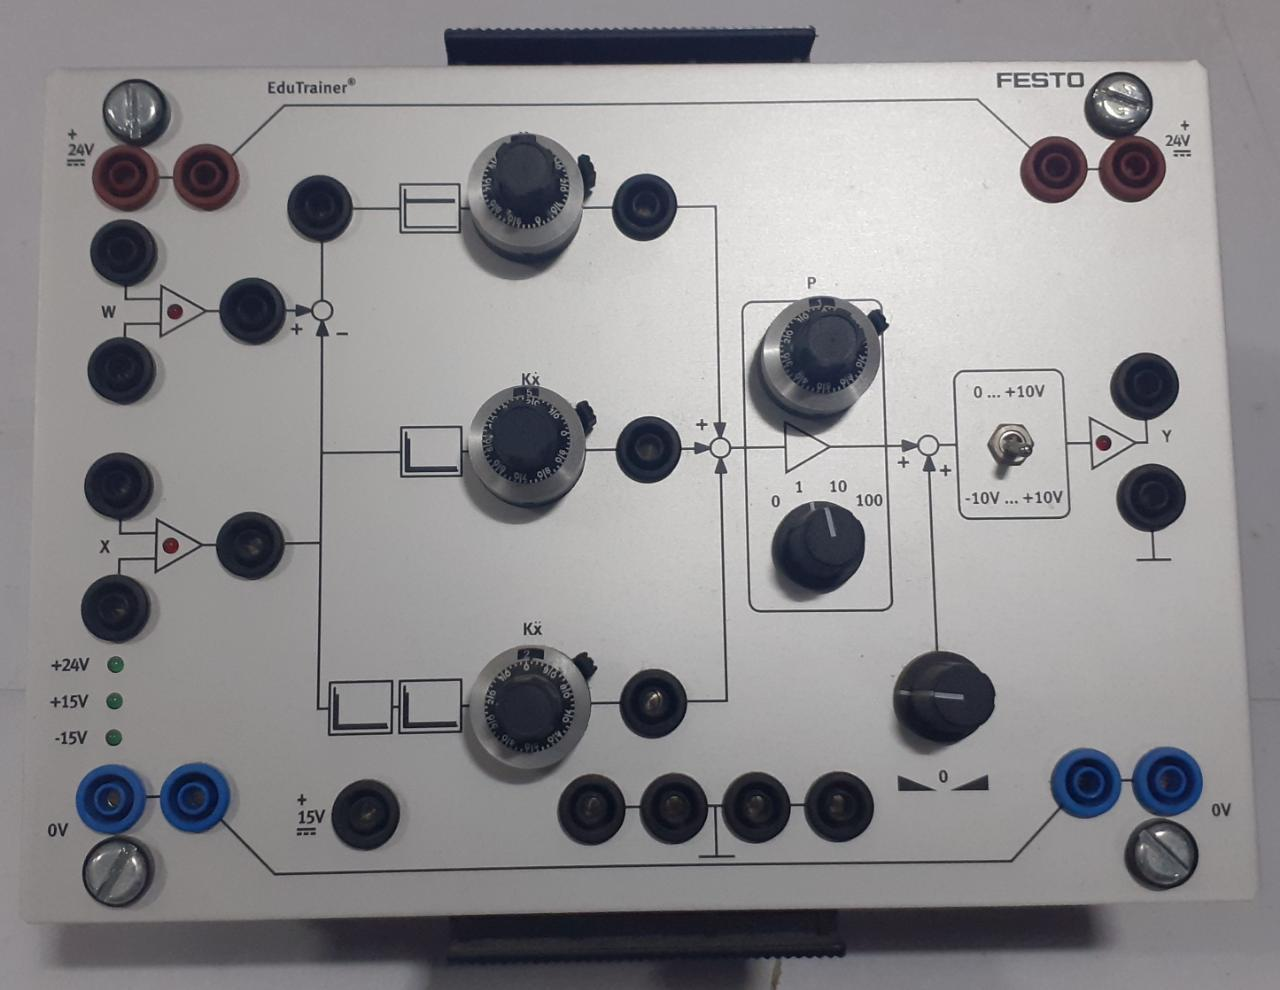 EduTrainer®
FESTO
+
24V
+
24V
W
+
−
P
Kẋ
+
0 ... +10V
-10V ... +10V
Y
+
+
0 1 10 100
X
Kẍ
+24V
+15V
-15V
0V
+
15V
0
0V